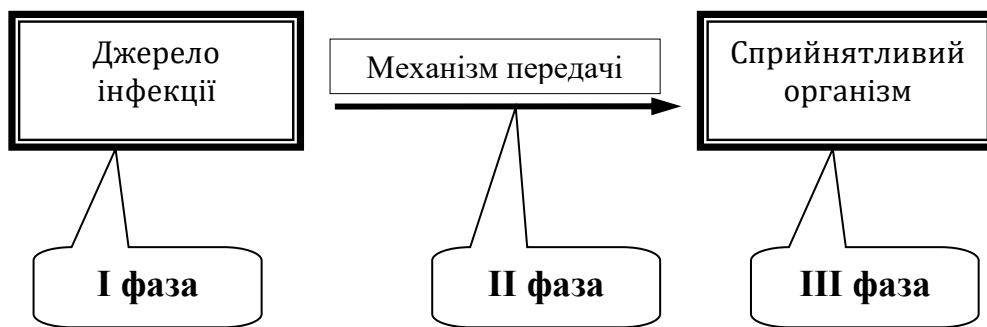 Джерело
інфекції
Механізм передачі
Сприйнятливий
організм
І фаза
ІІ фаза
ІІІ фаза